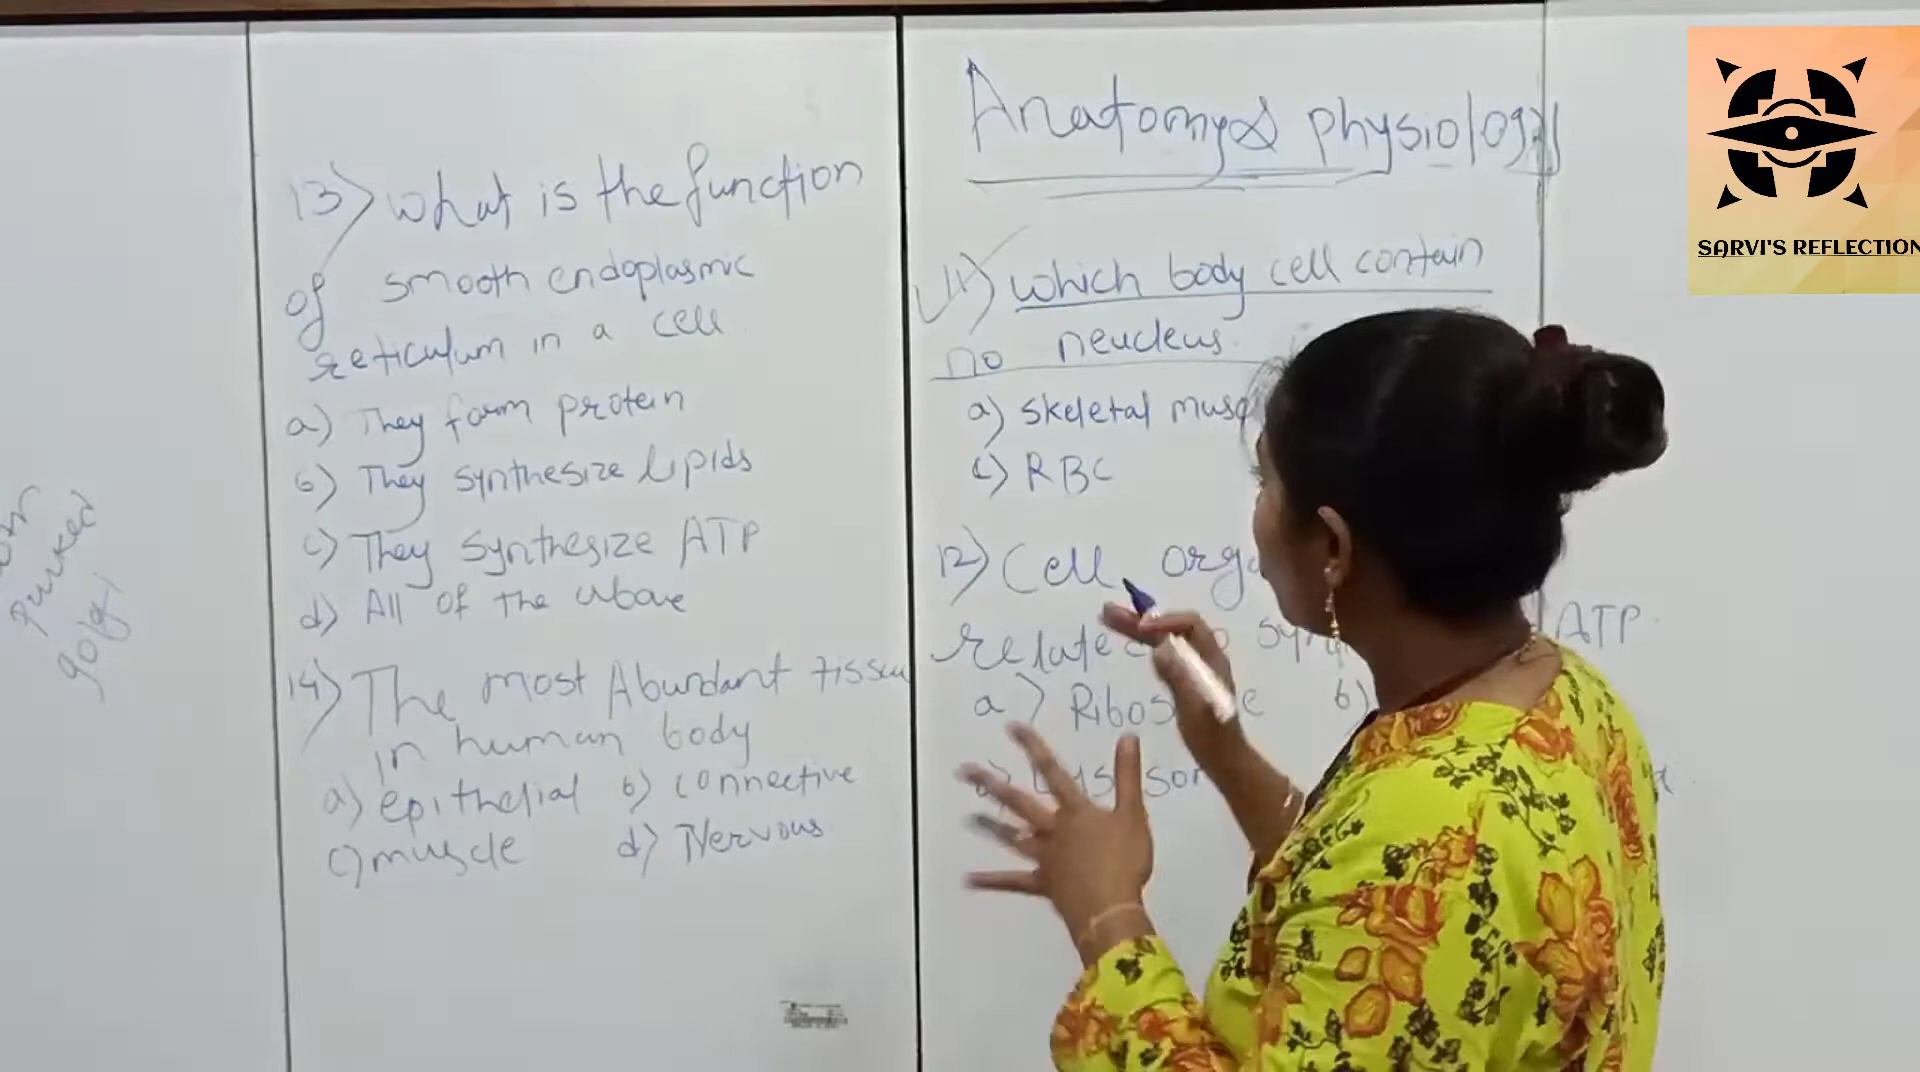 Anatomy & physiology
11) which body cell contain
no neucleus.
a) skeletal
c) RBC
12) Cell
ATP.
a) b)
13) what is the function
of smooth endoplasmic
reticulum in a cell
a) They form protein
b) They synthesize lipids
c) They synthesize ATP
d) All of the above
14) The most Abundant tissue
in human body
a) epithelial b) connective
c) muscle d) Nervous
golgi
SARVI'S REFLECTION